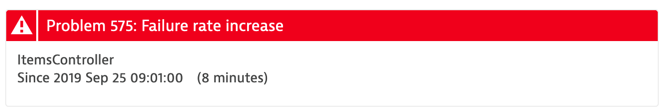 Problem 575: Failure rate increase
ItemsController
Since 2019 Sep 25 09:01:00 (8 minutes)